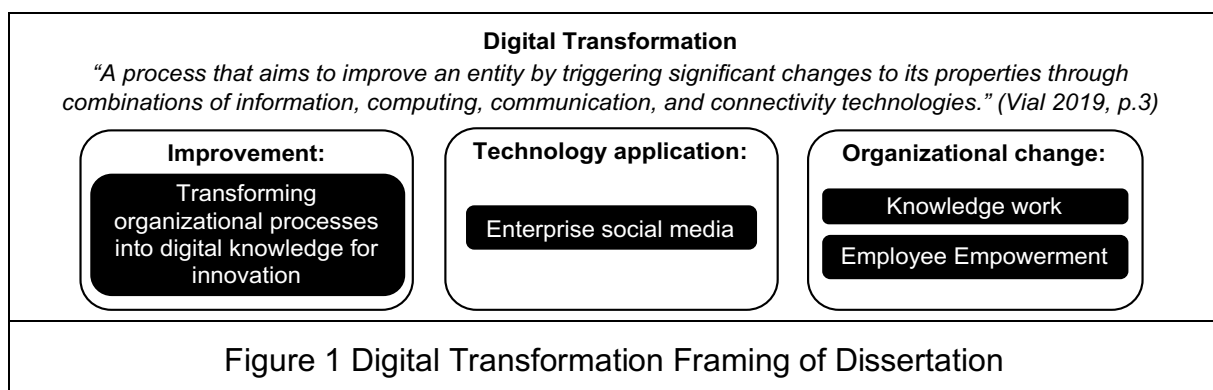 Digital Transformation
“A process that aims to improve an entity by triggering significant changes to its properties through
combinations of information, computing, communication, and connectivity technologies.” (Vial 2019, p.3)
Improvement:
Transforming
organizational processes
into digital knowledge for
innovation
Technology application:
Enterprise social media
Organizational change:
Knowledge work
Employee Empowerment
Figure 1 Digital Transformation Framing of Dissertation